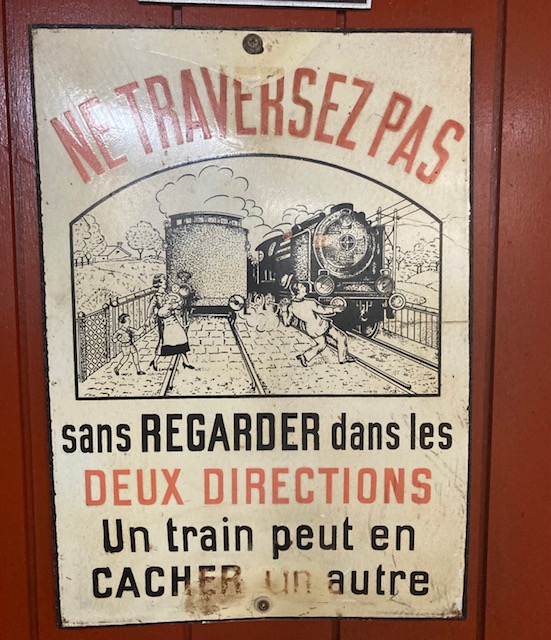 NE TRAVERSEZ PAS
sans REGARDER dans les
DEUX DIRECTIONS
Un train peut en
CACHER un autre